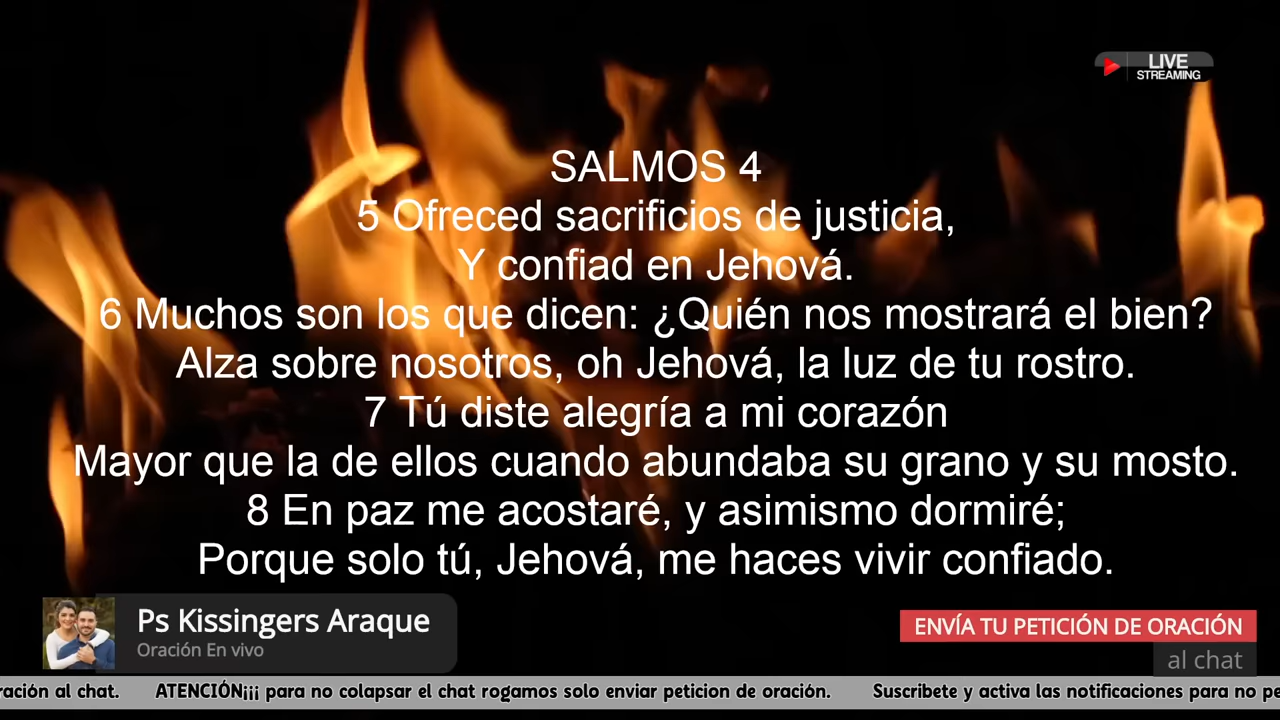 LIVE
STREAMING
SALMOS 4
5 Ofreced sacrificios de justicia,
Y confiad en Jehová.
6 Muchos son los que dicen: ¿Quién nos mostrará el bien?
Alza sobre nosotros, oh Jehová, la luz de tu rostro.
7 Tú diste alegría a mi corazón
Mayor que la de ellos cuando abundaba su grano y su mosto.
8 En paz me acostaré, y asimismo dormiré;
Porque solo tú, Jehová, me haces vivir confiado.
Ps Kissingers Araque
Oración En vivo
ENVÍA TU PETICIÓN DE ORACIÓN
al chat
ración al chat. ATENCIÓN¡¡¡ para no colapsar el chat rogamos solo enviar peticion de oración. Suscribete y activa las notificaciones para no pe